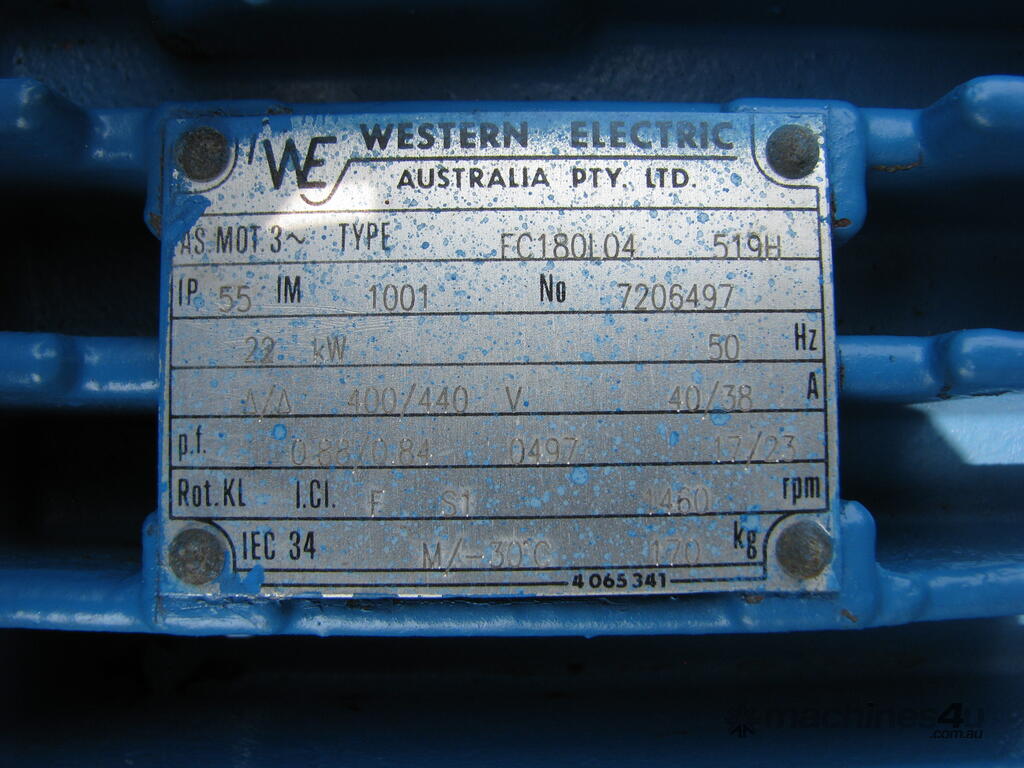 WE WESTERN ELECTRIC
AUSTRALIA PTY. LTD.
AS MOT 3~ TYPE FC180L04 519H
IP 55 IM 1001 No 7206497
22 kW 50 Hz
Δ/Δ 400/440 V 40/38 A
p.f. 0.88/0.84 0497 17/23
Rot.KL I.Cl. F S1 1460 rpm
IEC 34 M/-30°C 170 kg
4 065 341
machines4u
.com.au